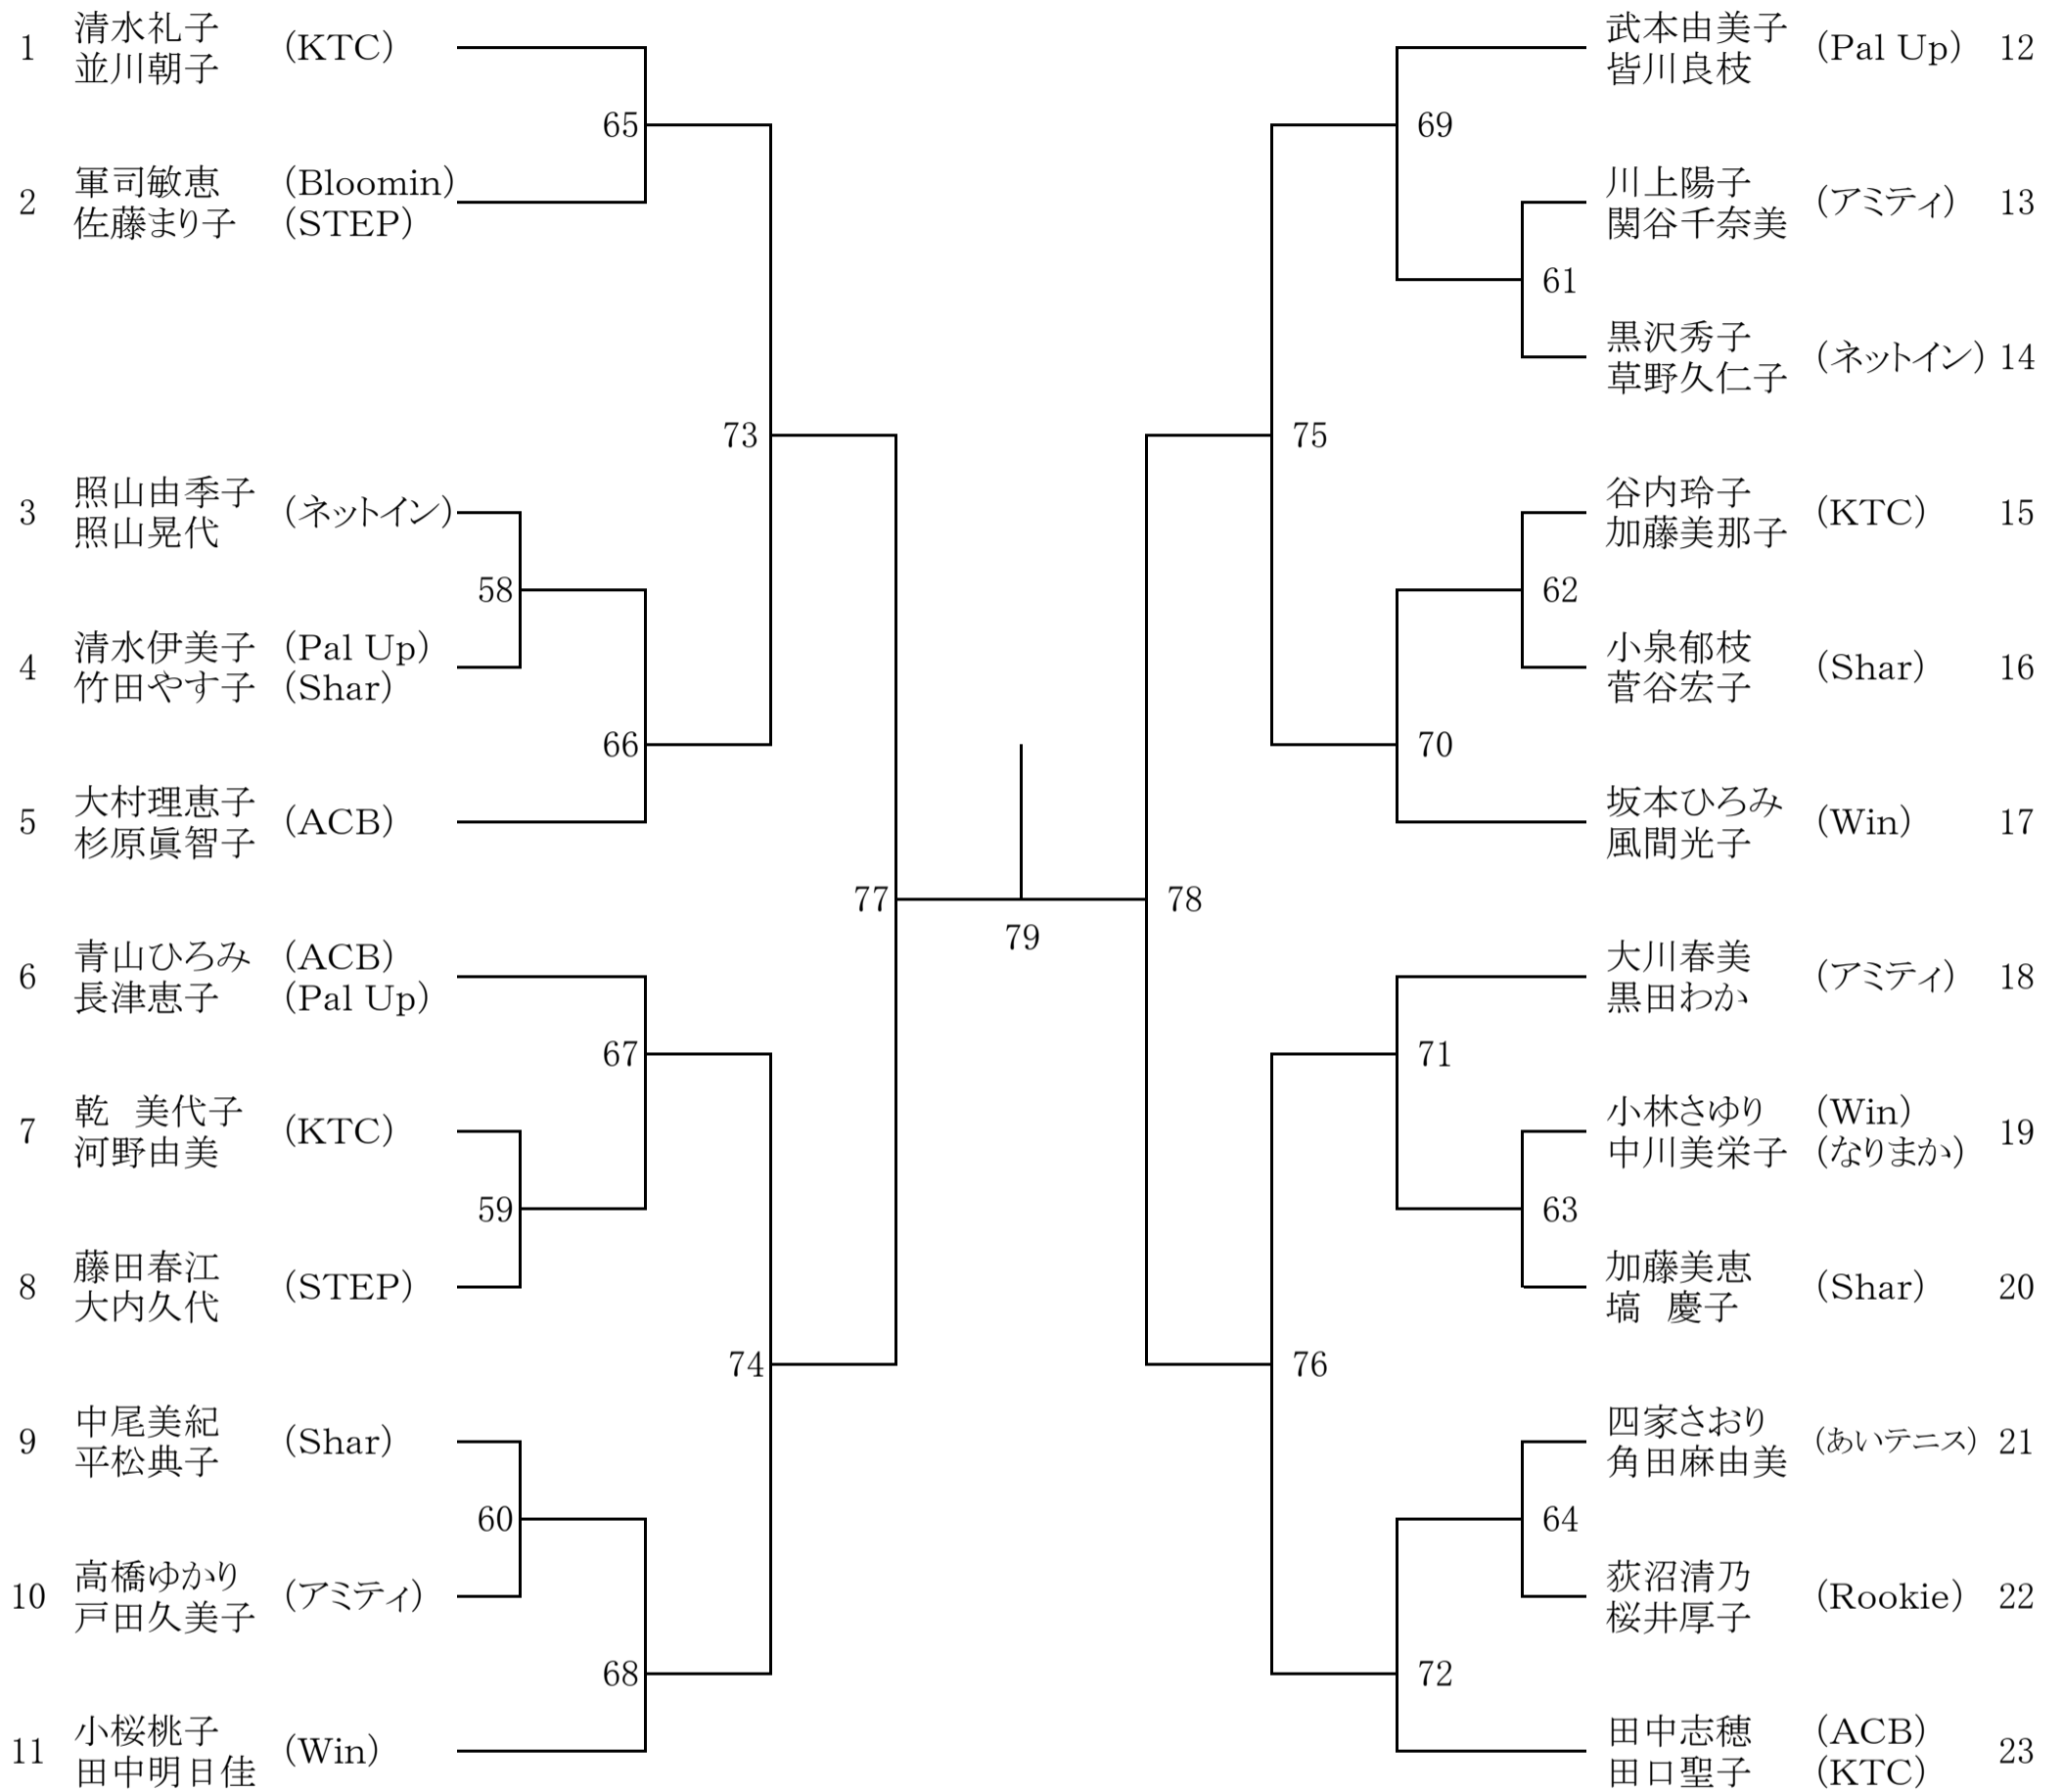 1 清水礼子 (KTC)
並川朝子
65
2 軍司敏恵 (Bloomin)
佐藤まり子 (STEP)
73
3 照山由季子 (ネットイン)
照山晃代
58
4 清水伊美子 (Pal Up)
竹田やす子 (Shar)
66
5 大村理恵子 (ACB)
杉原眞智子
77
6 青山ひろみ (ACB)
長津恵子 (Pal Up)
67
7 乾 美代子 (KTC)
河野由美
59
8 藤田春江 (STEP)
大内久代
74
9 中尾美紀 (Shar)
平松典子
60
10 高橋ゆかり (アミティ)
戸田久美子
68
11 小桜桃子 (Win)
田中明日佳
79
武本由美子 (Pal Up) 12
皆川良枝
69
川上陽子 (アミティ) 13
関谷千奈美
61
黒沢秀子 (ネットイン) 14
草野久仁子
75
谷内玲子 (KTC) 15
加藤美那子
62
小泉郁枝 (Shar) 16
菅谷宏子
70
坂本ひろみ (Win) 17
風間光子
78
大川春美 (アミティ) 18
黒田わか
71
小林さゆり (Win) 19
中川美栄子 (なりまか)
63
加藤美恵 (Shar) 20
塙 慶子
76
四家さおり (あいテニス) 21
角田麻由美
64
荻沼清乃 (Rookie) 22
桜井厚子
72
田中志穂 (ACB) 23
田口聖子 (KTC)